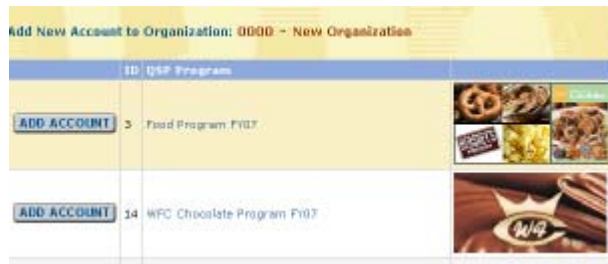 Add New Account to Organization: 0000 - New Organization
ID QSP Program
ADD ACCOUNT 3 Food Program FY07
ADD ACCOUNT 14 WFC Chocolate Program FY07